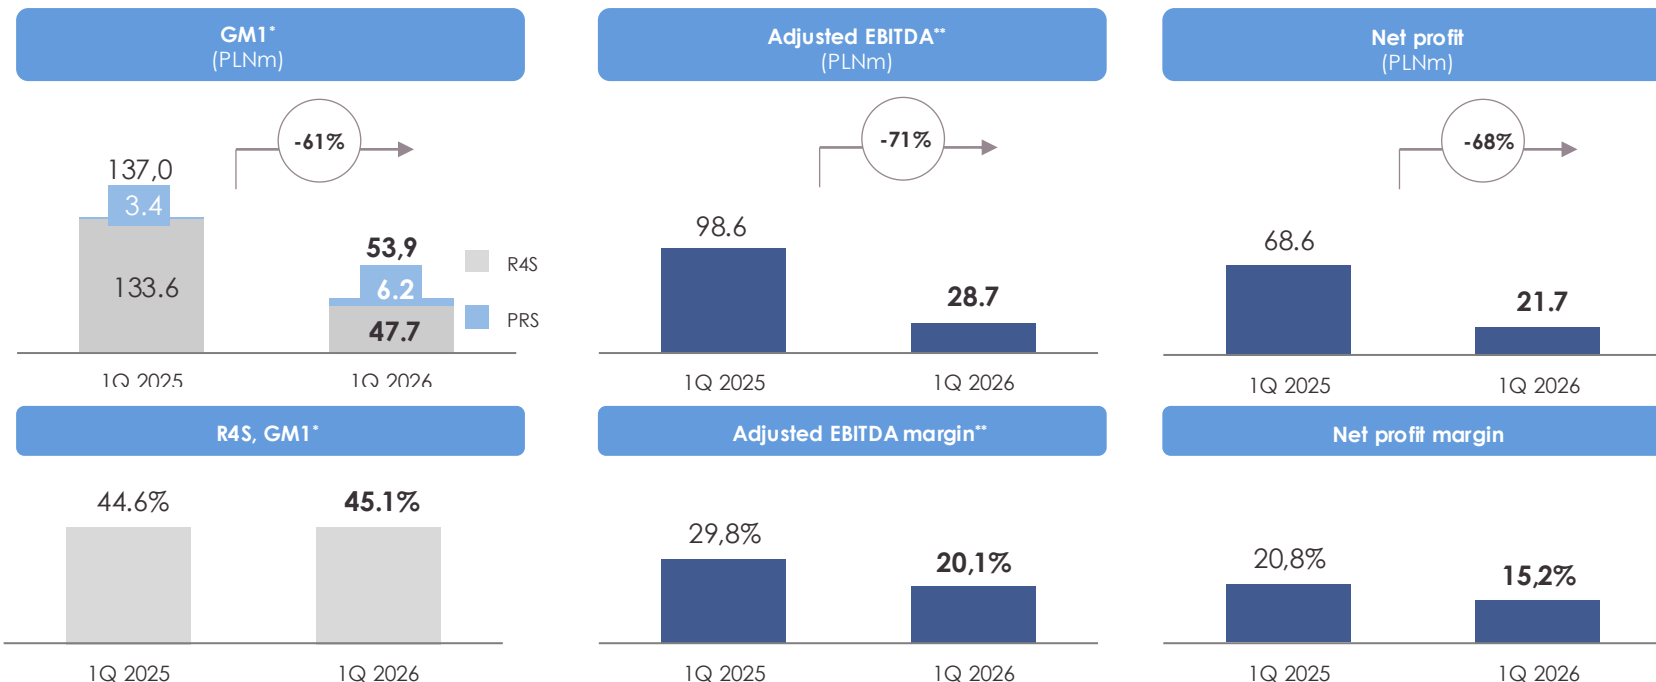 GM1*
(PLNm)
-61%
137,0
3.4
133.6
53,9
6.2
47.7
R4S
PRS
1Q 2025
1Q 2026
Adjusted EBITDA**
(PLNm)
-71%
98.6
28.7
1Q 2025
1Q 2026
Net profit
(PLNm)
-68%
68.6
21.7
1Q 2025
1Q 2026
R4S, GM1*
44.6%
45.1%
1Q 2025
1Q 2026
Adjusted EBITDA margin**
29,8%
20,1%
1Q 2025
1Q 2026
Net profit margin
20,8%
15,2%
1Q 2025
1Q 2026